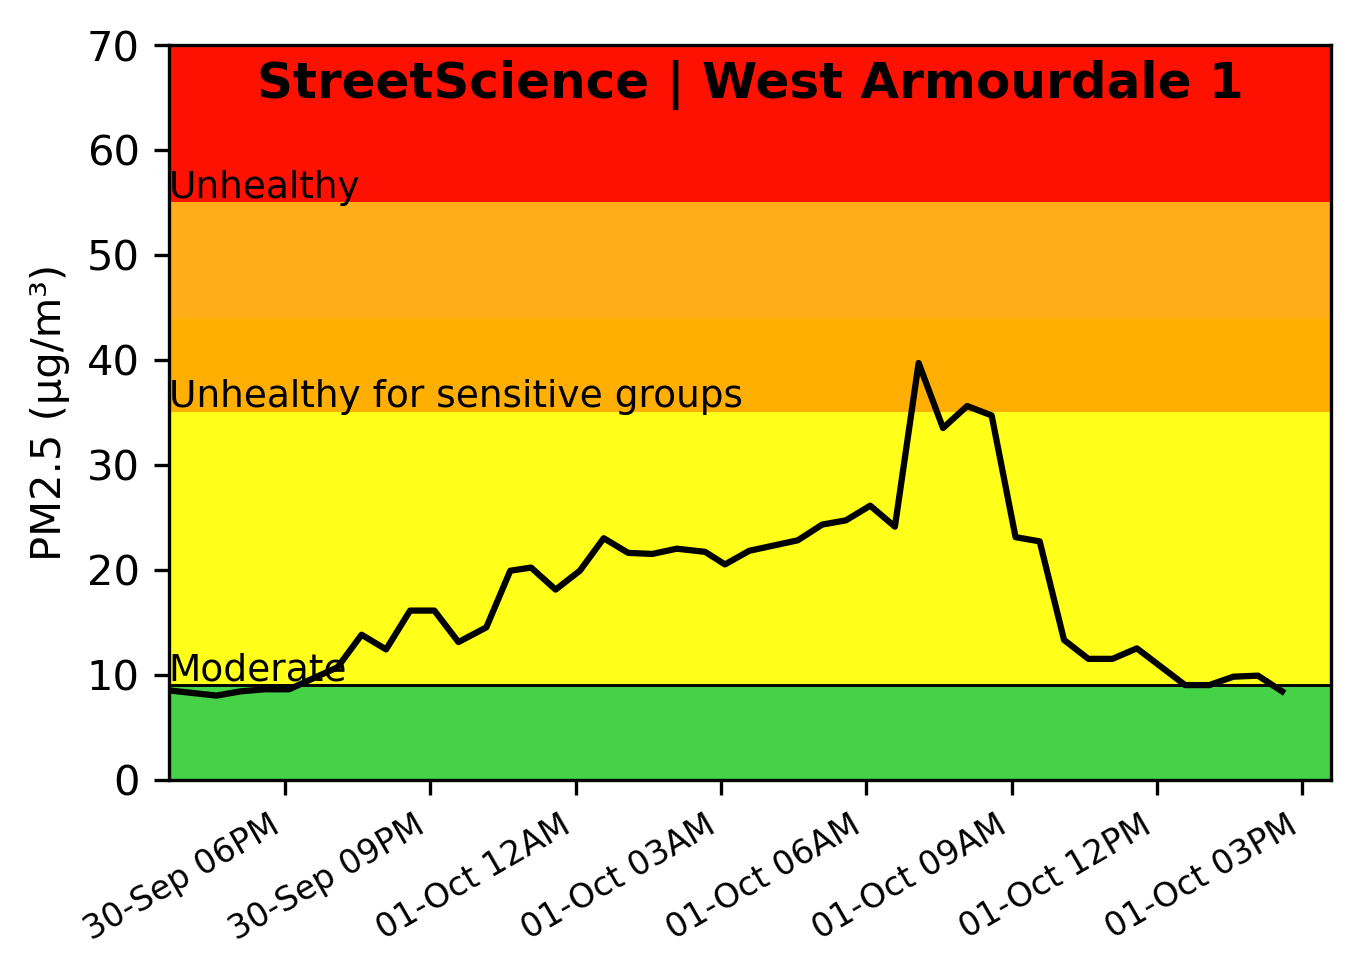 StreetScience | West Armourdale 1
70
60
50
40
30
20
10
0
PM2.5 (µg/m³)
Unhealthy
Unhealthy for sensitive groups
Moderate
30-Sep 06PM
30-Sep 09PM
01-Oct 12AM
01-Oct 03AM
01-Oct 06AM
01-Oct 09AM
01-Oct 12PM
01-Oct 03PM